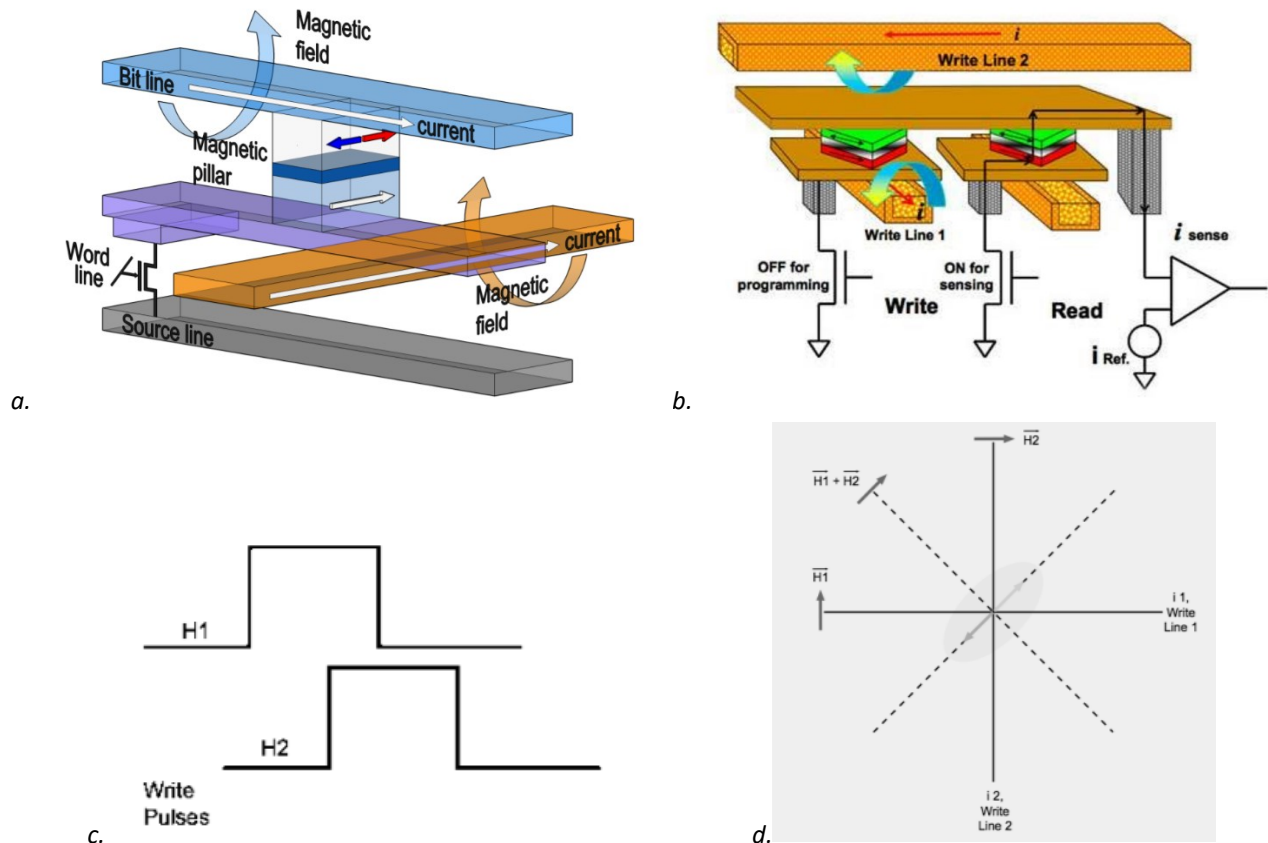 Magnetic
field
Bit line
current
Magnetic
pillar
Word
line
current
Magnetic
field
Source line
a.
i
Write Line 2
i
Write Line 1
i sense
OFF for
programming
Write
ON for
sensing
Read
i Ref.
b.
H1
H2
Write
Pulses
c.
H2
H1 + H2
H1
i 1,
Write
Line 1
i 2,
Write
Line 2
d.